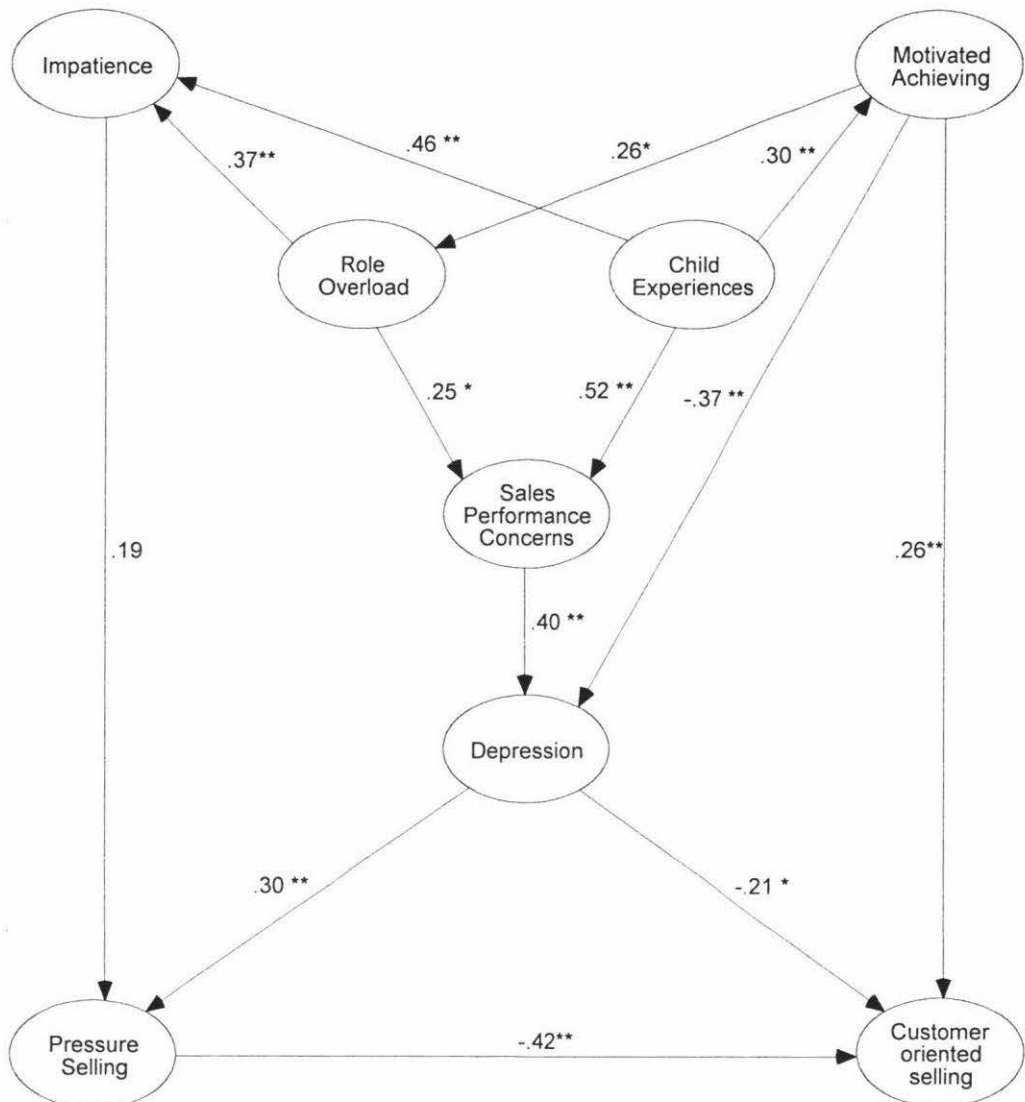 Impatience
Motivated
Achieving
.37**
.46 **
.26*
.30 **
Role
Overload
Child
Experiences
.25 *
.52 **
-.37 **
Sales
Performance
Concerns
.19
.26**
.40 **
Depression
.30 **
-.21 *
Pressure
Selling
-.42**
Customer
oriented
selling